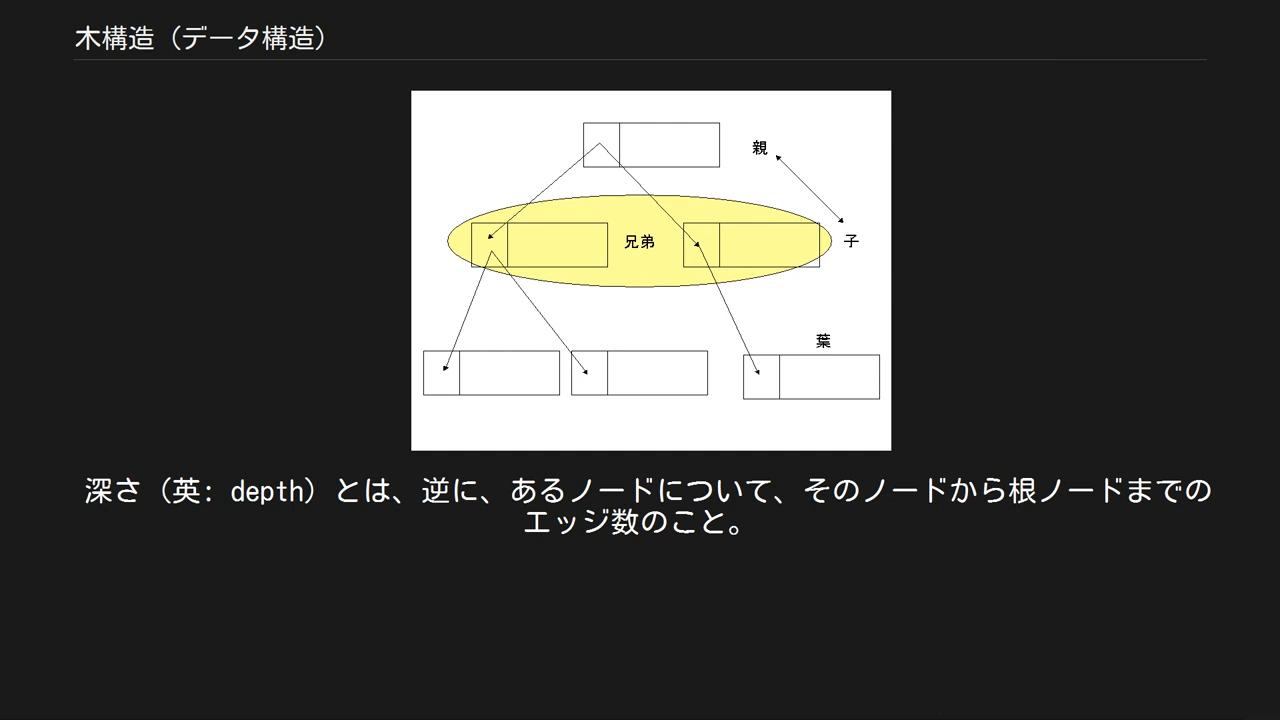 木構造（データ構造）
親
兄弟
子
葉
深さ（英: depth）とは、逆に、あるノードについて、そのノードから根ノードまでの
エッジ数のこと。